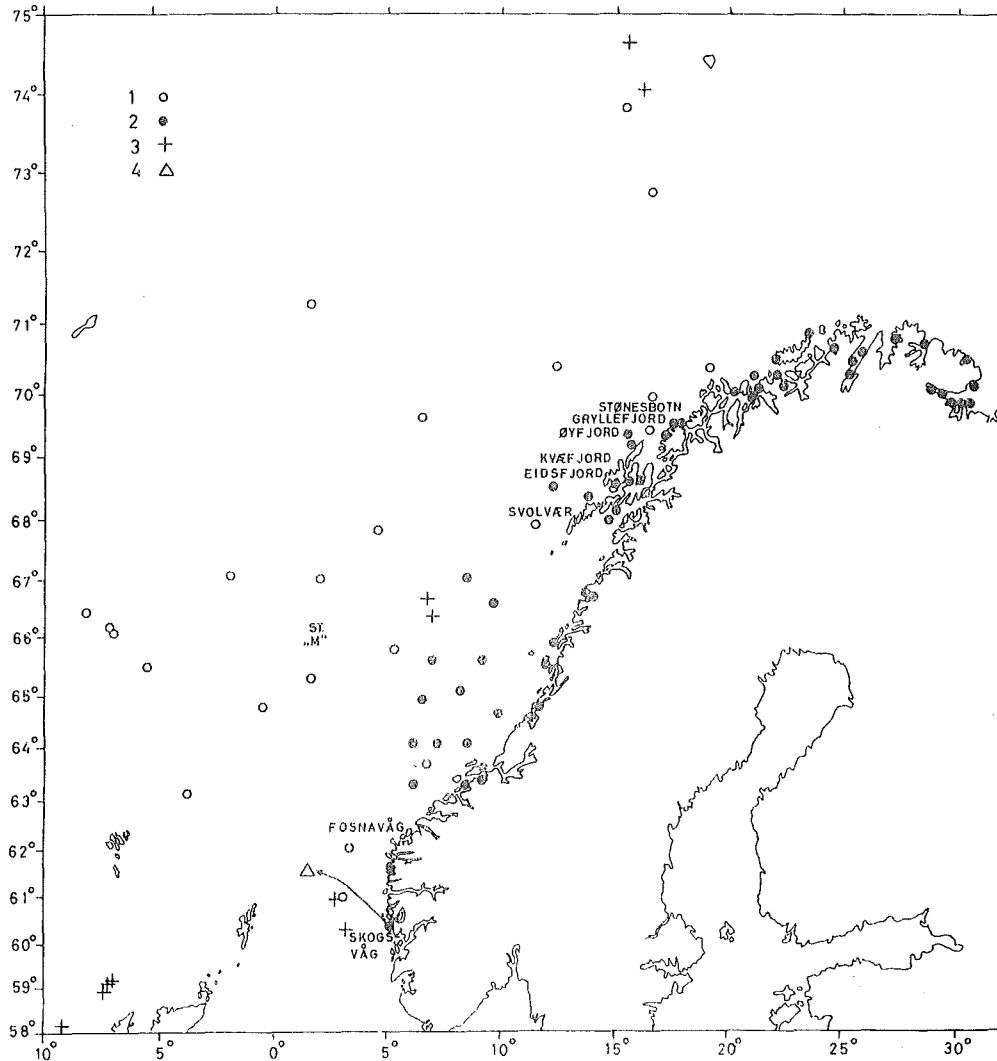 75°
74°
73°
72°
71°
70°
69°
68°
67°
66°
65°
64°
63°
62°
61°
60°
59°
58°
1
2
3
4
STØNESBOTN
GRYLLEFJORD
ØYFJORD
KVÆFJORD
EIDSFJORD
SVOLVÆR
ST.
„M"
FOSNAVÅG
SKOGS
VÅG
10° 5° 0° 5° 10° 15° 20° 25° 30°